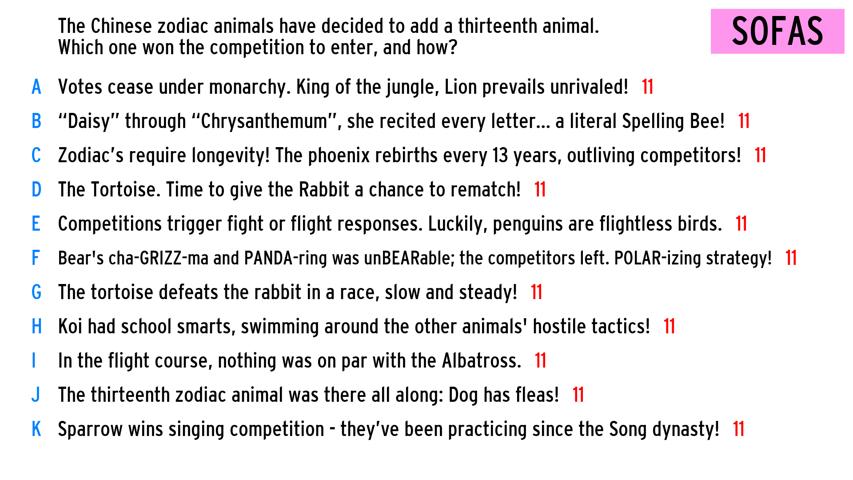 The Chinese zodiac animals have decided to add a thirteenth animal.
Which one won the competition to enter, and how?
SOFAS
A Votes cease under monarchy. King of the jungle, Lion prevails unrivaled! 11
B “Daisy” through “Chrysanthemum”, she recited every letter... a literal Spelling Bee! 11
C Zodiac’s require longevity! The phoenix rebirths every 13 years, outliving competitors! 11
D The Tortoise. Time to give the Rabbit a chance to rematch! 11
E Competitions trigger fight or flight responses. Luckily, penguins are flightless birds. 11
F Bear's cha-GRIZZ-ma and PANDA-ring was unBEARable; the competitors left. POLAR-izing strategy! 11
G The tortoise defeats the rabbit in a race, slow and steady! 11
H Koi had school smarts, swimming around the other animals' hostile tactics! 11
I In the flight course, nothing was on par with the Albatross. 11
J The thirteenth zodiac animal was there all along: Dog has fleas! 11
K Sparrow wins singing competition - they’ve been practicing since the Song dynasty! 11